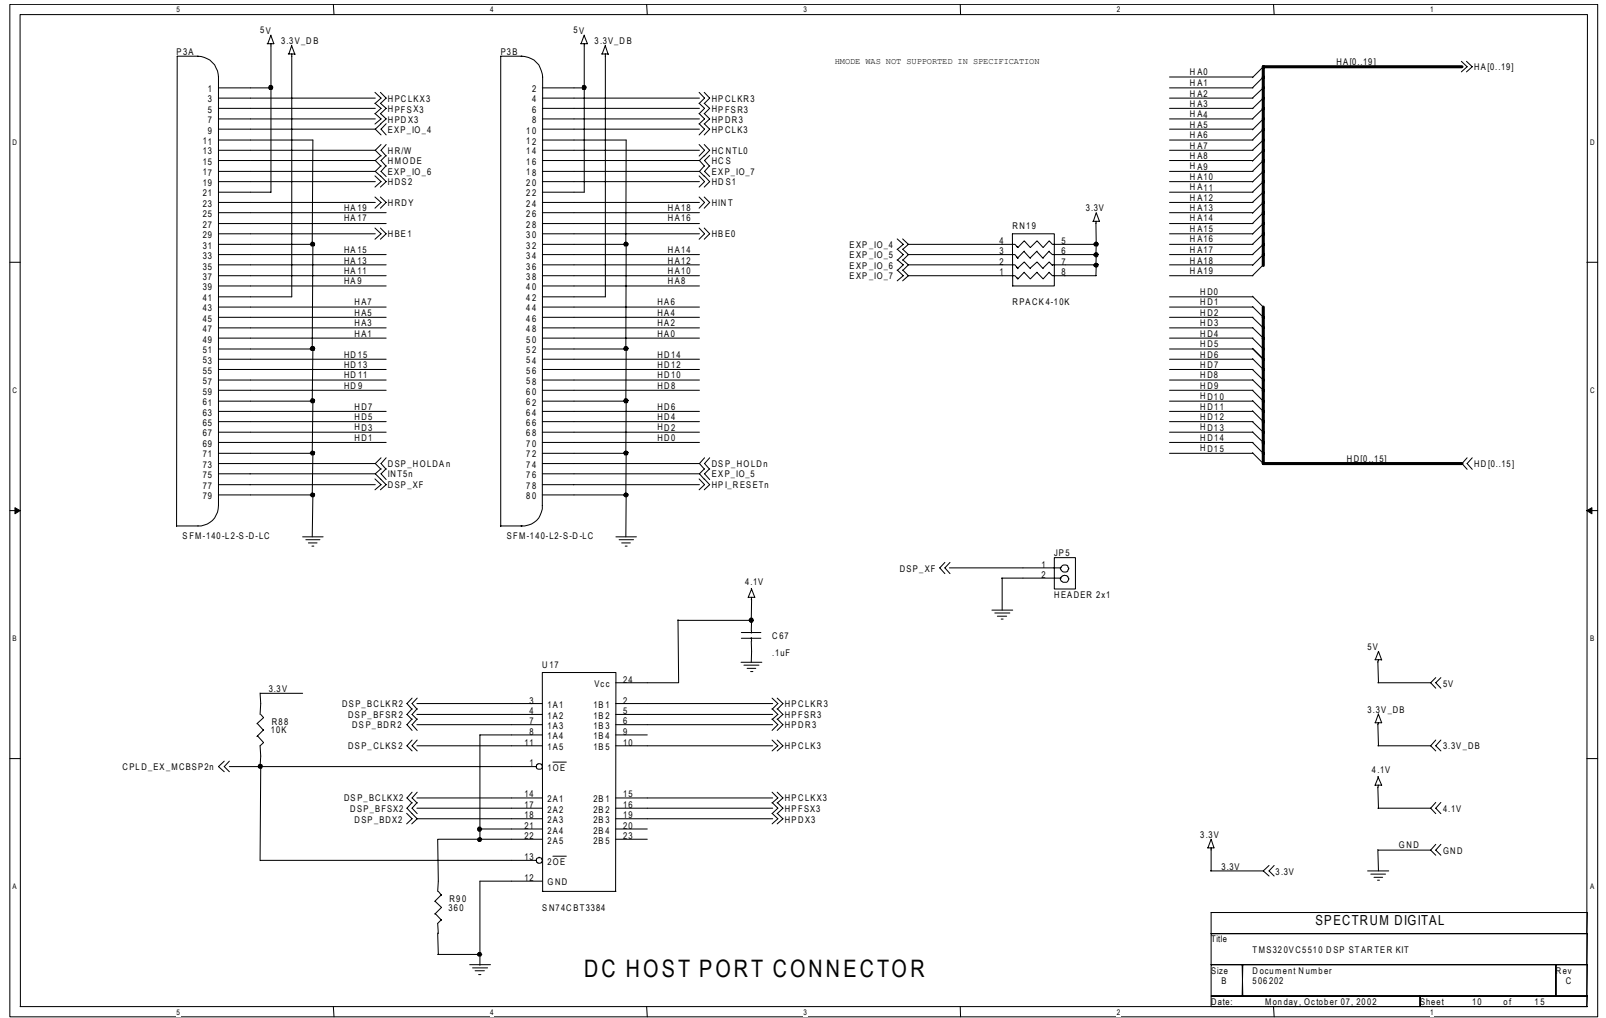 5 4 3 2 1
D D
C C
B B
A A
P3A
5V
3.3V_DB
1
3 HPCLKX3
5 HPFSX3
7 HPDX3
9 EXP_IO_4
11
13 HR/W
15 HMODE
17 EXP_IO_6
19 HDS2
21
23 HRDY
25 HA19
27 HA17
29 HBE1
31
33 HA15
35 HA13
37 HA11
39 HA9
41
43 HA7
45 HA5
47 HA3
49 HA1
51
53 HD15
55 HD13
57 HD11
59 HD9
61
63 HD7
65 HD5
67 HD3
69 HD1
71
73 DSP_HOLDAn
75 INT5n
77 DSP_XF
79
SFM-140-L2-S-D-LC
P3B
5V
3.3V_DB
2
4 HPCLKR3
6 HPFSR3
8 HPDR3
10 HPCLK3
12
14 HCNTL0
16 HCS
18 EXP_IO_7
20 HDS1
22
24 HINT
26 HA18
28 HA16
30 HBE0
32
34 HA14
36 HA12
38 HA10
40 HA8
42
44 HA6
46 HA4
48 HA2
50 HA0
52
54 HD14
56 HD12
58 HD10
60 HD8
62
64 HD6
66 HD4
68 HD2
70 HD0
72
74 DSP_HOLDn
76 EXP_IO_5
78 HPI_RESETn
80
SFM-140-L2-S-D-LC
HMODE WAS NOT SUPPORTED IN SPECIFICATION
3.3V
RN19
EXP_IO_4 4 5
EXP_IO_5 3 6
EXP_IO_6 2 7
EXP_IO_7 1 8
RPACK4-10K
HA[0..19] HA[0..19]
HA0
HA1
HA2
HA3
HA4
HA5
HA6
HA7
HA8
HA9
HA10
HA11
HA12
HA13
HA14
HA15
HA16
HA17
HA18
HA19
HD0
HD1
HD2
HD3
HD4
HD5
HD6
HD7
HD8
HD9
HD10
HD11
HD12
HD13
HD14
HD15
HD[0..15] HD[0..15]
JP5
DSP_XF 1
2
HEADER 2x1
4.1V
C67
.1uF
U17
Vcc 24
3.3V
R88
10K
DSP_BCLKR2 3 1A1 1B1 2 HPCLKR3
DSP_BFSR2 4 1A2 1B2 5 HPFSR3
DSP_BDR2 7 1A3 1B3 6 HPDR3
8 1A4 1B4 9
DSP_CLKS2 11 1A5 1B5 10 HPCLK3
CPLD_EX_MCBSP2n 1 1OE
DSP_BCLKX2 14 2A1 2B1 15 HPCLKX3
DSP_BFSX2 17 2A2 2B2 16 HPFSX3
DSP_BDX2 18 2A3 2B3 19 HPDX3
21 2A4 2B4 20
22 2A5 2B5 23
13 2OE
12 GND
R90
360
SN74CBT3384
5V
5V
3.3V_DB
3.3V_DB
4.1V
4.1V
GND GND
3.3V
3.3V 3.3V
DC HOST PORT CONNECTOR
SPECTRUM DIGITAL
Title
TMS320VC5510 DSP STARTER KIT
Size Document Number Rev
B 506202 C
Date: Monday, October 07, 2002 Sheet 10 of 15
5 4 3 2 1